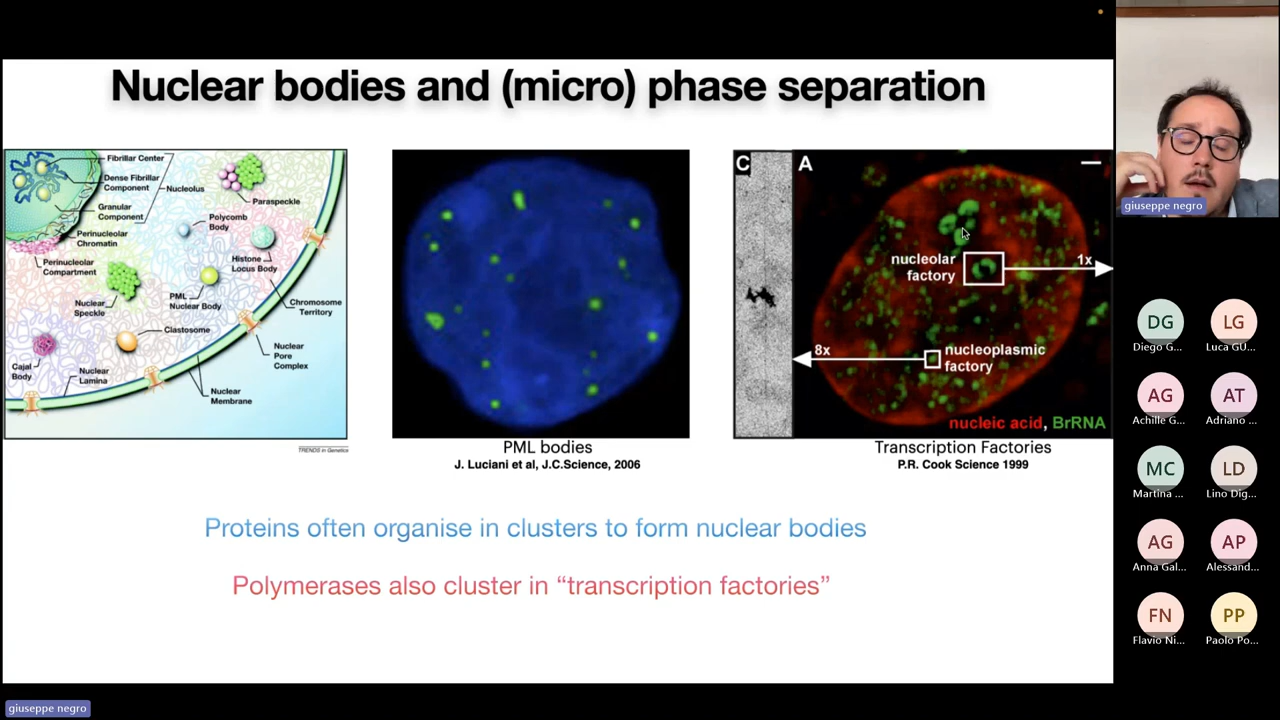 Nuclear bodies and (micro) phase separation
Fibrillar Center
Dense Fibrillar
Component
Nucleolus
Granular
Component
Perinucleolar
Chromatin
Perinucleolar
Compartment
Paraspeckle
Polycomb
Body
Histone
Locus Body
Nuclear
Speckle
PML
Nuclear Body
Chromosome
Territory
Clastosome
Cajal
Body
Nuclear
Lamina
Nuclear
Pore
Complex
Nuclear
Membrane
TRENDS in Genetics
PML bodies
J. Luciani et al, J.C.Science, 2006
C
A
nucleolar
factory
1x
8x
nucleoplasmic
factory
nucleic acid, BrRNA
Transcription Factories
P.R. Cook Science 1999
Proteins often organise in clusters to form nuclear bodies
Polymerases also cluster in “transcription factories”
giuseppe negro
giuseppe negro
DG
Diego G...
LG
Luca GU...
AG
Achille G...
AT
Adriano ...
MC
Martina ...
LD
Lino Dig...
AG
Anna Gal...
AP
Alessand...
FN
Flavio Ni...
PP
Paolo Po...